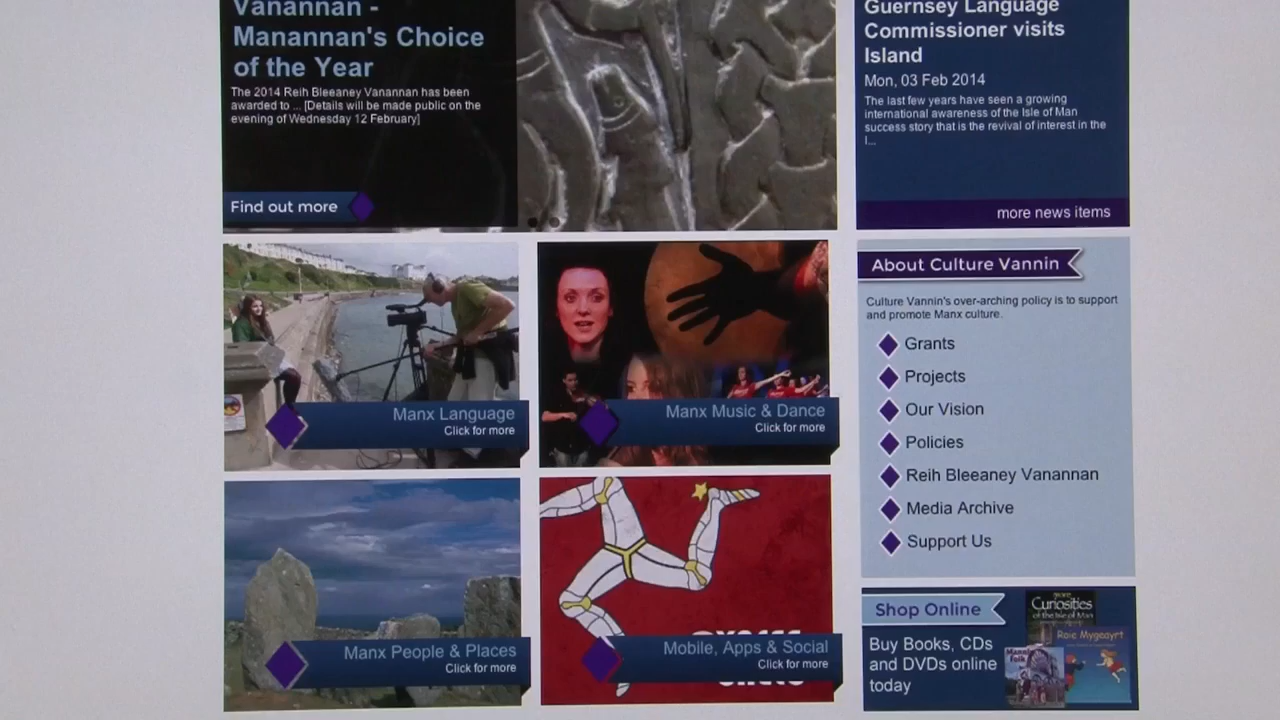 Vanannan -
Manannan's Choice
of the Year
The 2014 Reih Bleeaney Vanannan has been
awarded to ... [Details will be made public on the
evening of Wednesday 12 February]
Find out more
Guernsey Language
Commissioner visits
Island
Mon, 03 Feb 2014
The last few years have seen a growing
international awareness of the Isle of Man
success story that is the revival of interest in the
l...
more news items
Manx Language
Click for more
Manx Music & Dance
Click for more
Manx People & Places
Click for more
Mobile, Apps & Social
Click for more
About Culture Vannin
Culture Vannin's over-arching policy is to support
and promote Manx culture.
Grants
Projects
Our Vision
Policies
Reih Bleeaney Vanannan
Media Archive
Support Us
Shop Online
Buy Books, CDs
and DVDs online
today
more
Curiosities
of the Isle of Man
Roie Mygeayrt
Manx
Folk